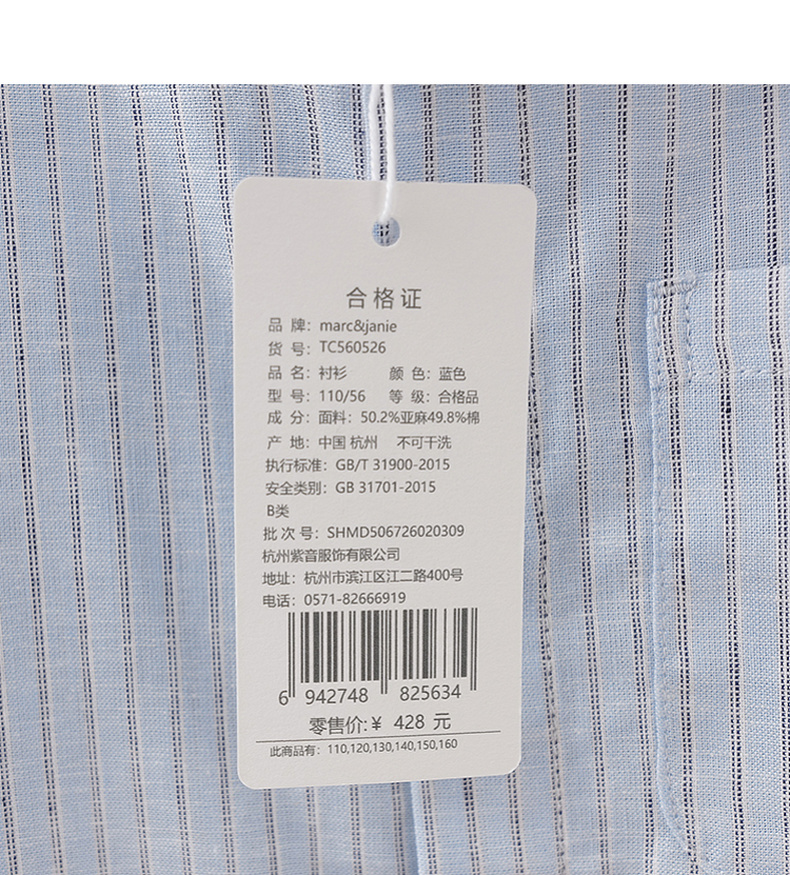 合格证
品 牌：marc&janie
货 号：TC560526
品 名：衬衫 颜 色：蓝色
型 号：110/56 等 级：合格品
成 分：面料：50.2%亚麻49.8%棉
产 地：中国 杭州 不可干洗
执行标准：GB/T 31900-2015
安全类别：GB 31701-2015
B类
批 次 号：SHMD506726020309
杭州紫音服饰有限公司
地址：杭州市滨江区江二路400号
电话：0571-82666919
6 942748 825634
零售价:¥ 428 元
此商品有：110,120,130,140,150,160